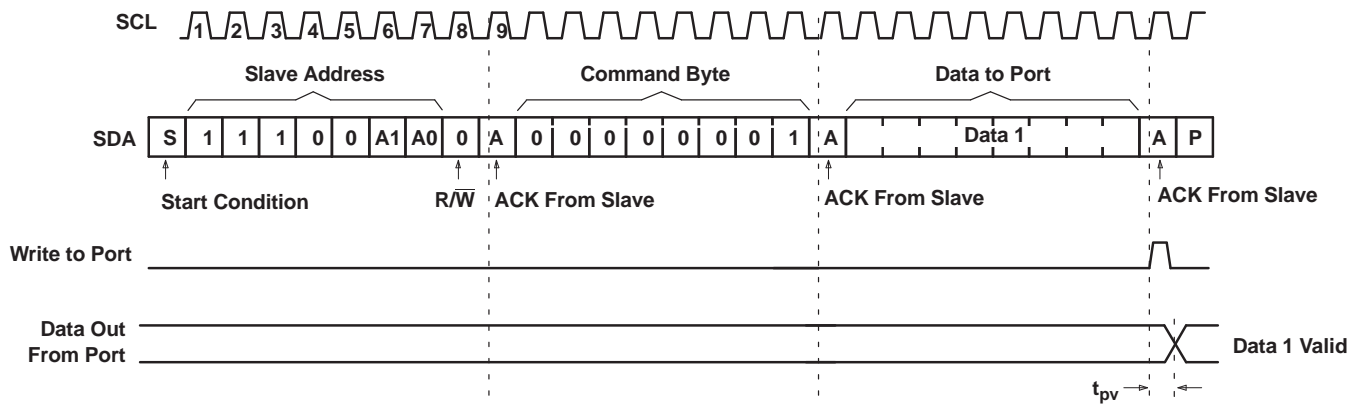 SCL 1 2 3 4 5 6 7 8 9
Slave Address Command Byte Data to Port
SDA S 1 1 1 0 0 A1 A0 0 A 0 0 0 0 0 0 0 1 A Data 1 A P
Start Condition R/W̅ ACK From Slave ACK From Slave ACK From Slave
Write to Port
Data Out
From Port
Data 1 Valid
tpv